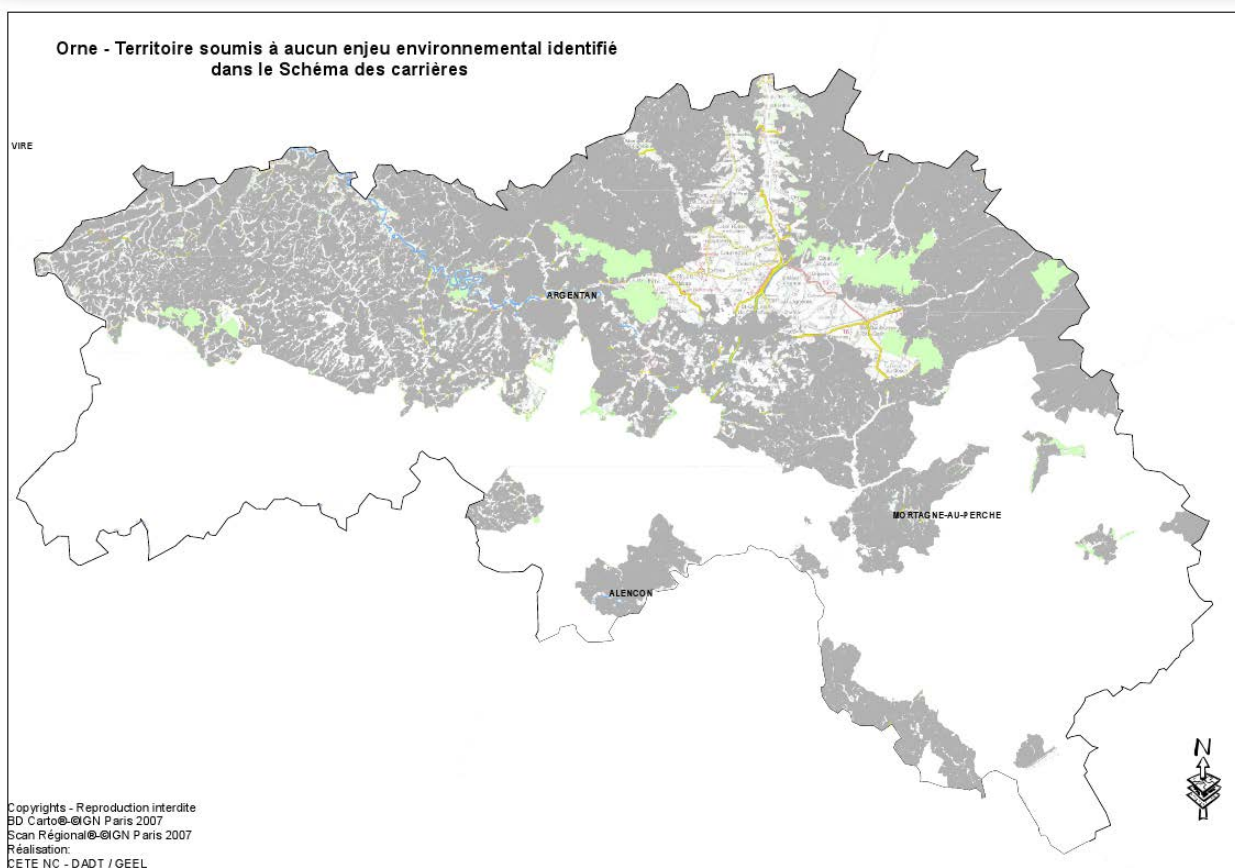 Orne - Territoire soumis à aucun enjeu environnemental identifié
dans le Schéma des carrières
VIRE
ARGENTAN
MORTAGNE-AU-PERCHE
ALENCON
N
Copyrights - Reproduction interdite
BD Carto®-©IGN Paris 2007
Scan Régional®-©IGN Paris 2007
Réalisation:
CETE NC - DADT / GEEL